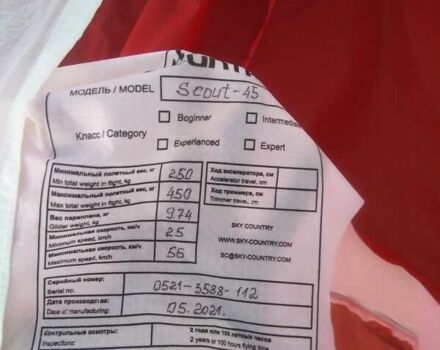 МОДЕЛЬ / MODEL Scout-45
Beginner Intermediate
Класс / Category
Experienced Expert
Минимальный полетный вес, кг 250
Min total weight in flight, kg
Максимальный полетный вес, кг 450
Max total weight in flight, kg
Вес параплана, кг 9.74
Glider weight, kg
Минимальная скорость, км/ч 25
Minimum speed, km/h
Максимальная скорость, км/ч 56
Maximum speed, km/h
Ход акселератора, см
Accelerator travel, cm
Ход триммера, см
Trimmer travel, cm
SKY-COUNTRY
WWW.SKY-COUNTRY.COM
SC@SKY-COUNTRY.COM
Серийный номер: 0521-3588-112
Serial no:
Дата производства: 05.2021.
Date of manufacturing:
Контрольные осмотры: 2 года или 100 летных часов
Inspections: 2 years or 100 hours flying time